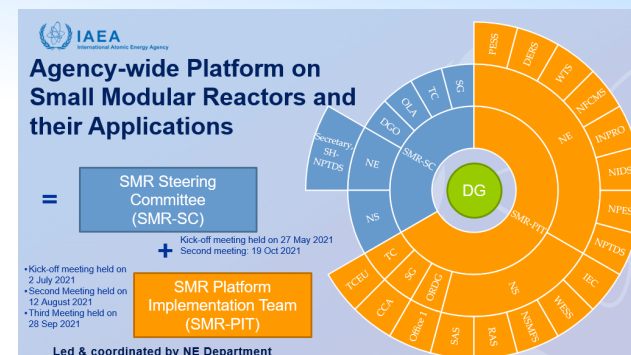 IAEA
International Atomic Energy Agency
Agency-wide Platform on
Small Modular Reactors and
their Applications
=
SMR Steering
Committee
(SMR-SC)
+
Kick-off meeting held on 27 May 2021
Second meeting: 19 Oct 2021
•Kick-off meeting held on
2 July 2021
•Second Meeting held on
12 August 2021
•Third Meeting held on
28 Sep 2021
SMR Platform
Implementation Team
(SMR-PIT)
Led & coordinated by NE Department
DG
SMR-SC
SMR-PIT
SG
TC
OLA
DGO
NE
Secretary,
SH-
NPTDS
NS
NE
PESS
DERS
WTS
NFCMS
INPRO
NIDS
NPES
NPTDS
NS
IEC
WESS
NSMPS
RAS
SAS
ORDG
Office 1
SG
CCA
TC
TCEU